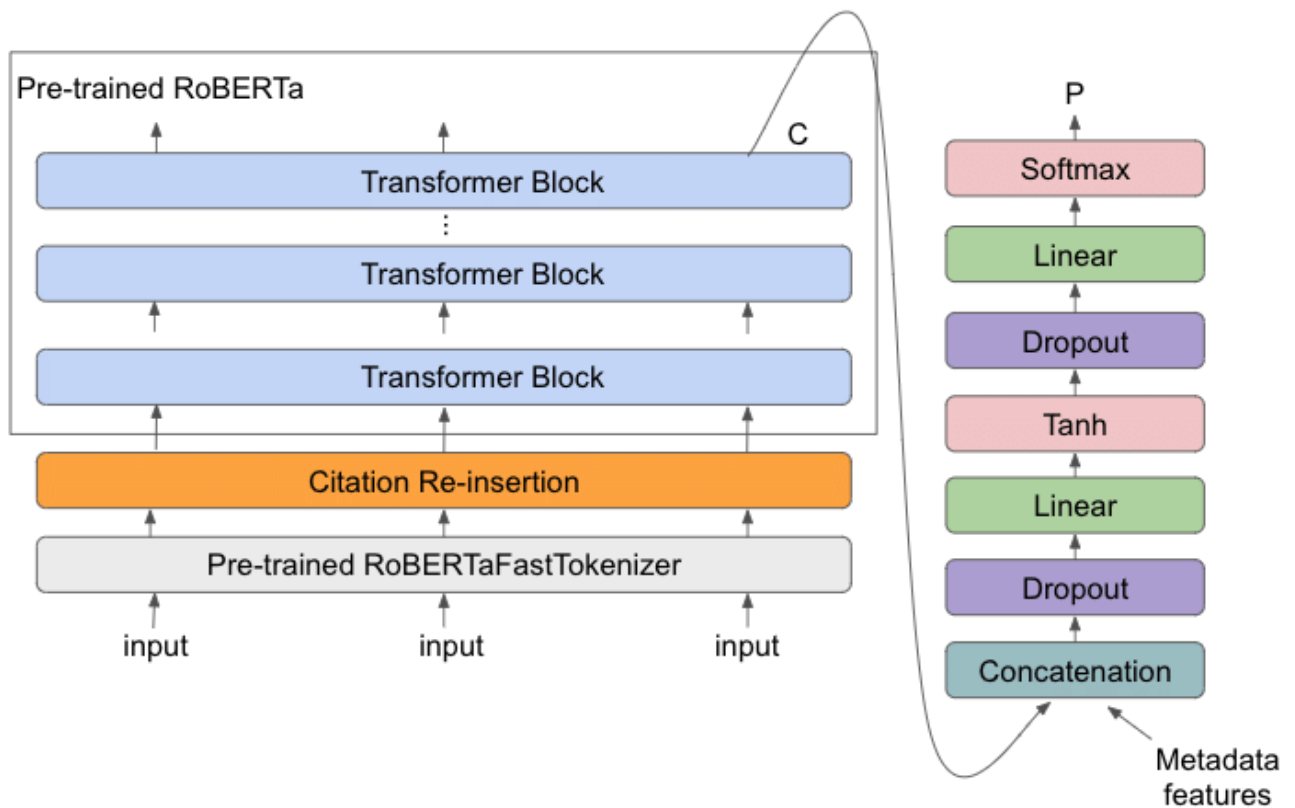 Pre-trained RoBERTa
C
Transformer Block
⋮
Transformer Block
Transformer Block
Citation Re-insertion
Pre-trained RoBERTaFastTokenizer
input input input
P
Softmax
Linear
Dropout
Tanh
Linear
Dropout
Concatenation
Metadata
features